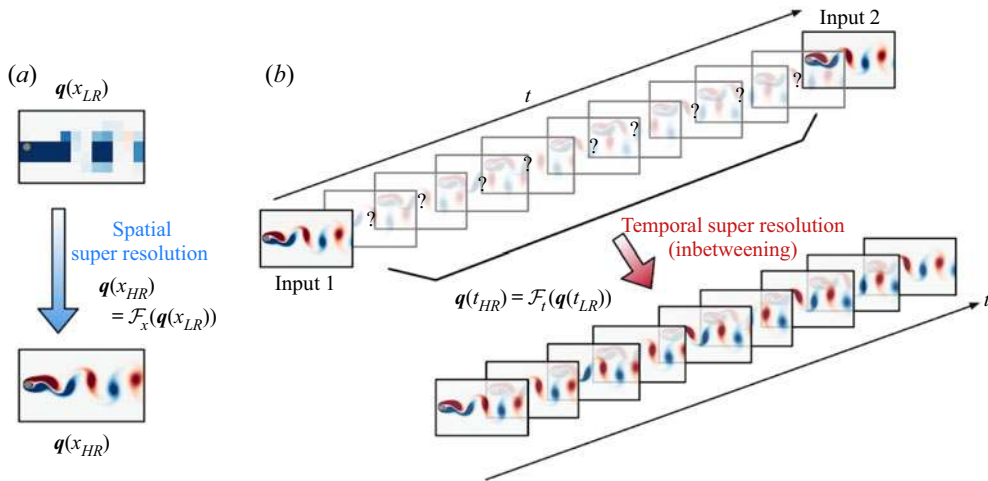 (a)
q(x_LR)
Spatial
super resolution
q(x_HR)
= F_x(q(x_LR))
q(x_HR)
(b)
Input 2
t
? ? ? ? ? ? ? ?
Input 1
Temporal super resolution
(inbetweening)
q(t_HR) = F_t(q(t_LR))
t